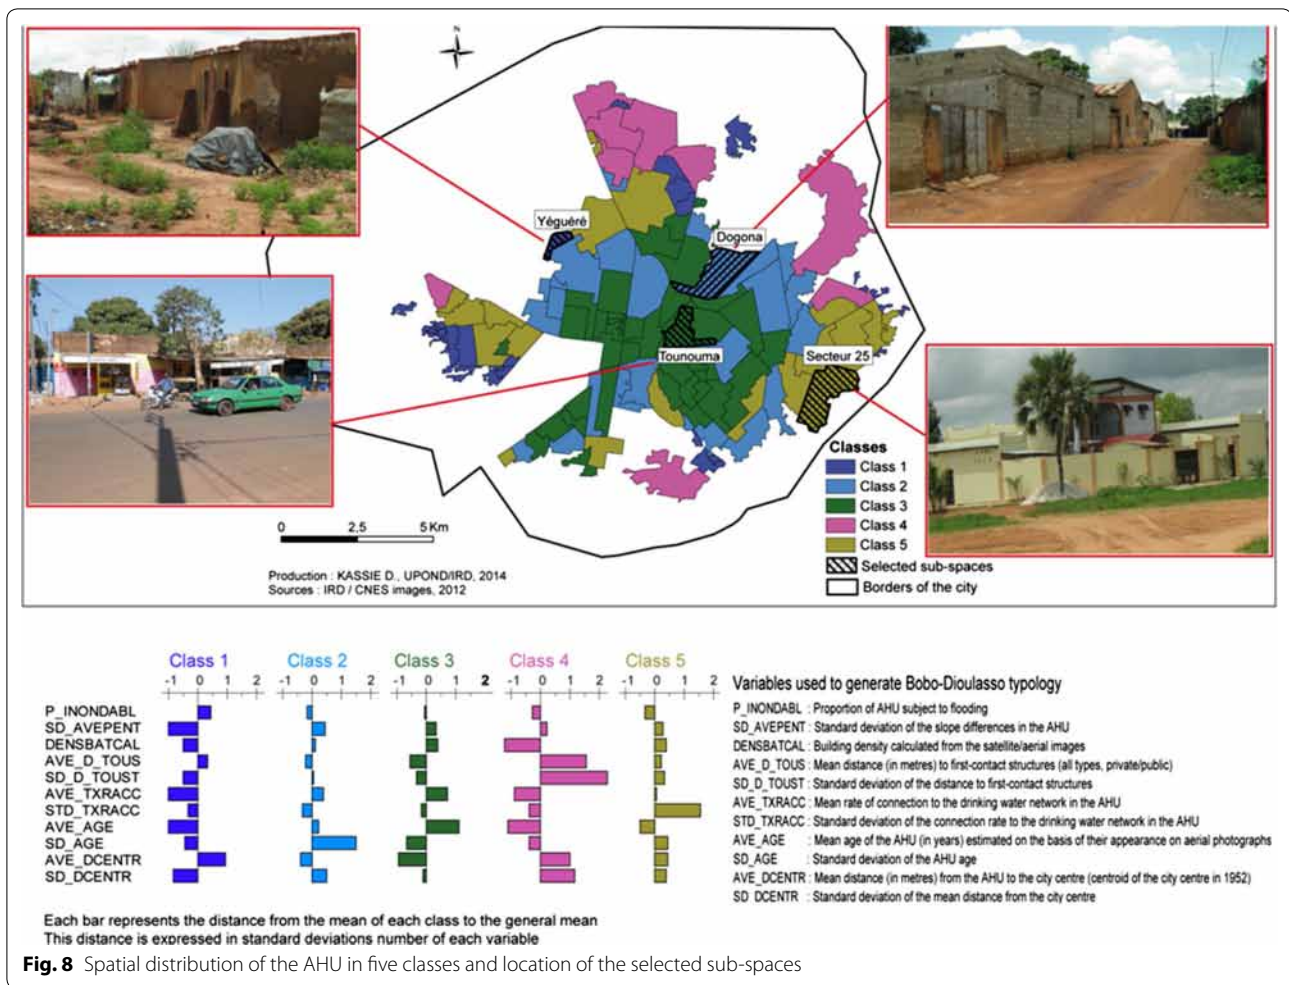 N
Yéguéré
Dogona
Tounouma
Secteur 25
Classes
Class 1
Class 2
Class 3
Class 4
Class 5
Selected sub-spaces
Borders of the city
0 2,5 5 Km
Production : KASSIE D., UPOND/IRD, 2014
Sources : IRD / CNES images, 2012
Class 1 Class 2 Class 3 Class 4 Class 5
-1 0 1 2 -1 0 1 2 -1 0 1 2 -1 0 1 2 -1 0 1 2
P_INONDABL
SD_AVEPENT
DENSBATCAL
AVE_D_TOUS
SD_D_TOUST
AVE_TXRACC
STD_TXRACC
AVE_AGE
SD_AGE
AVE_DCENTR
SD_DCENTR
Variables used to generate Bobo-Dioulasso typology
P_INONDABL : Proportion of AHU subject to flooding
SD_AVEPENT : Standard deviation of the slope differences in the AHU
DENSBATCAL : Building density calculated from the satellite/aerial images
AVE_D_TOUS : Mean distance (in metres) to first-contact structures (all types, private/public)
SD_D_TOUST : Standard deviation of the distance to first-contact structures
AVE_TXRACC : Mean rate of connection to the drinking water network in the AHU
STD_TXRACC : Standard deviation of the connection rate to the drinking water network in the AHU
AVE_AGE : Mean age of the AHU (in years) estimated on the basis of their appearance on aerial photographs
SD_AGE : Standard deviation of the AHU age
AVE_DCENTR : Mean distance (in metres) from the AHU to the city centre (centroid of the city centre in 1952)
SD_DCENTR : Standard deviation of the mean distance from the city centre
Each bar represents the distance from the mean of each class to the general mean
This distance is expressed in standard deviations number of each variable
Fig. 8 Spatial distribution of the AHU in five classes and location of the selected sub-spaces